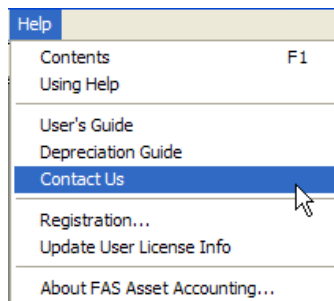 Help
Contents F1
Using Help
User's Guide
Depreciation Guide
Contact Us
Registration...
Update User License Info
About FAS Asset Accounting...